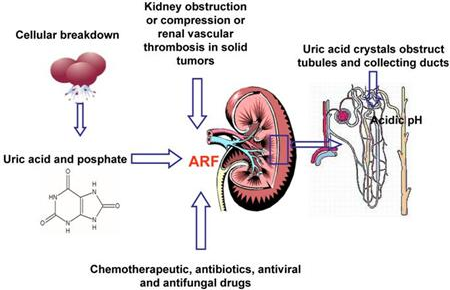 Cellular breakdown
Kidney obstruction
or compression or
renal vascular
thrombosis in solid
tumors
Uric acid crystals obstruct
tubules and collecting ducts
Acidic pH
Uric acid and posphate
ARF
O
O
O
HN
N
H
H
N
N
H
Chemotherapeutic, antibiotics, antiviral
and antifungal drugs